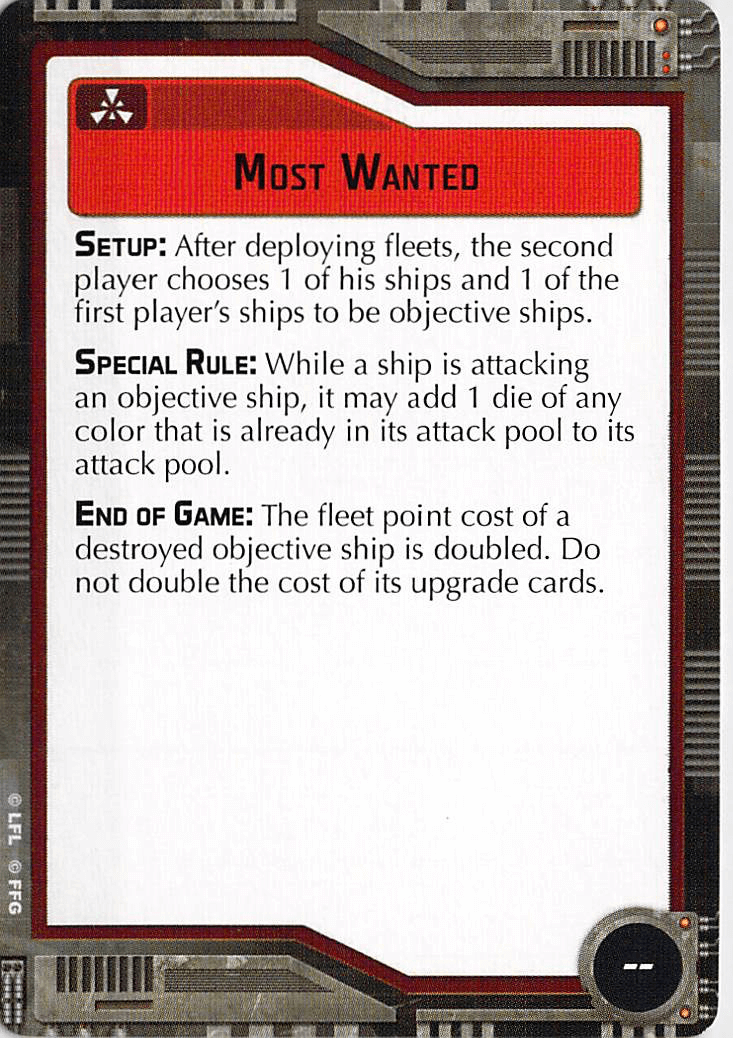 Most Wanted
Setup: After deploying fleets, the second
player chooses 1 of his ships and 1 of the
first player's ships to be objective ships.
Special Rule: While a ship is attacking
an objective ship, it may add 1 die of any
color that is already in its attack pool to its
attack pool.
End of Game: The fleet point cost of a
destroyed objective ship is doubled. Do
not double the cost of its upgrade cards.
© LFL © FFG
--